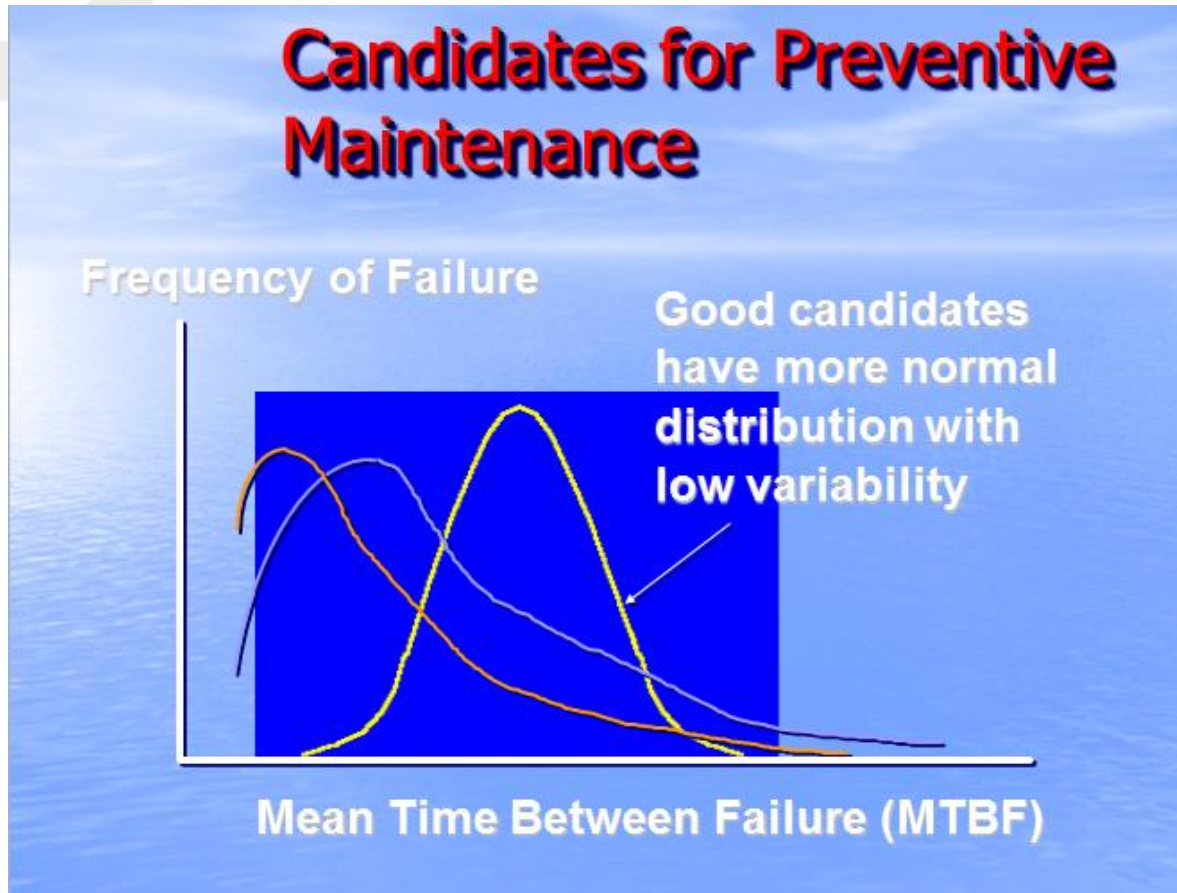 Candidates for Preventive
Maintenance
Frequency of Failure
Good candidates
have more normal
distribution with
low variability
Mean Time Between Failure (MTBF)